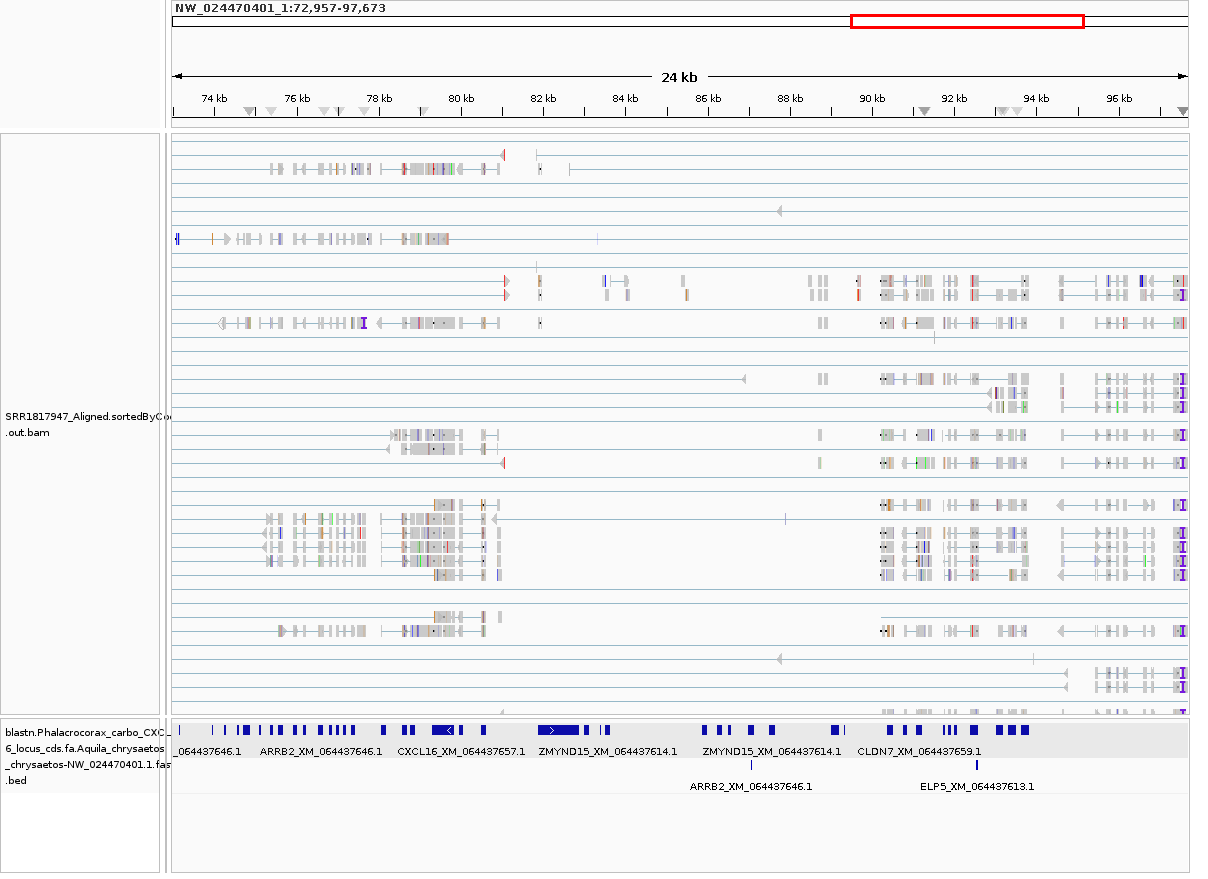 NW_024470401_1:72,957-97,673
24 kb
74 kb 76 kb 78 kb 80 kb 82 kb 84 kb 86 kb 88 kb 90 kb 92 kb 94 kb 96 kb
SRR1817947_Aligned.sortedByCo
.out.bam
blastn.Phalacrocorax_carbo_CXC
6_locus_cds.fa.Aquila_chrysaetos
_chrysaetos-NW_024470401.1.fas
.bed
_064437646.1 ARRB2_XM_064437646.1 CXCL16_XM_064437657.1 ZMYND15_XM_064437614.1 ZMYND15_XM_064437614.1 CLDN7_XM_064437659.1
ARRB2_XM_064437646.1 ELP5_XM_064437613.1